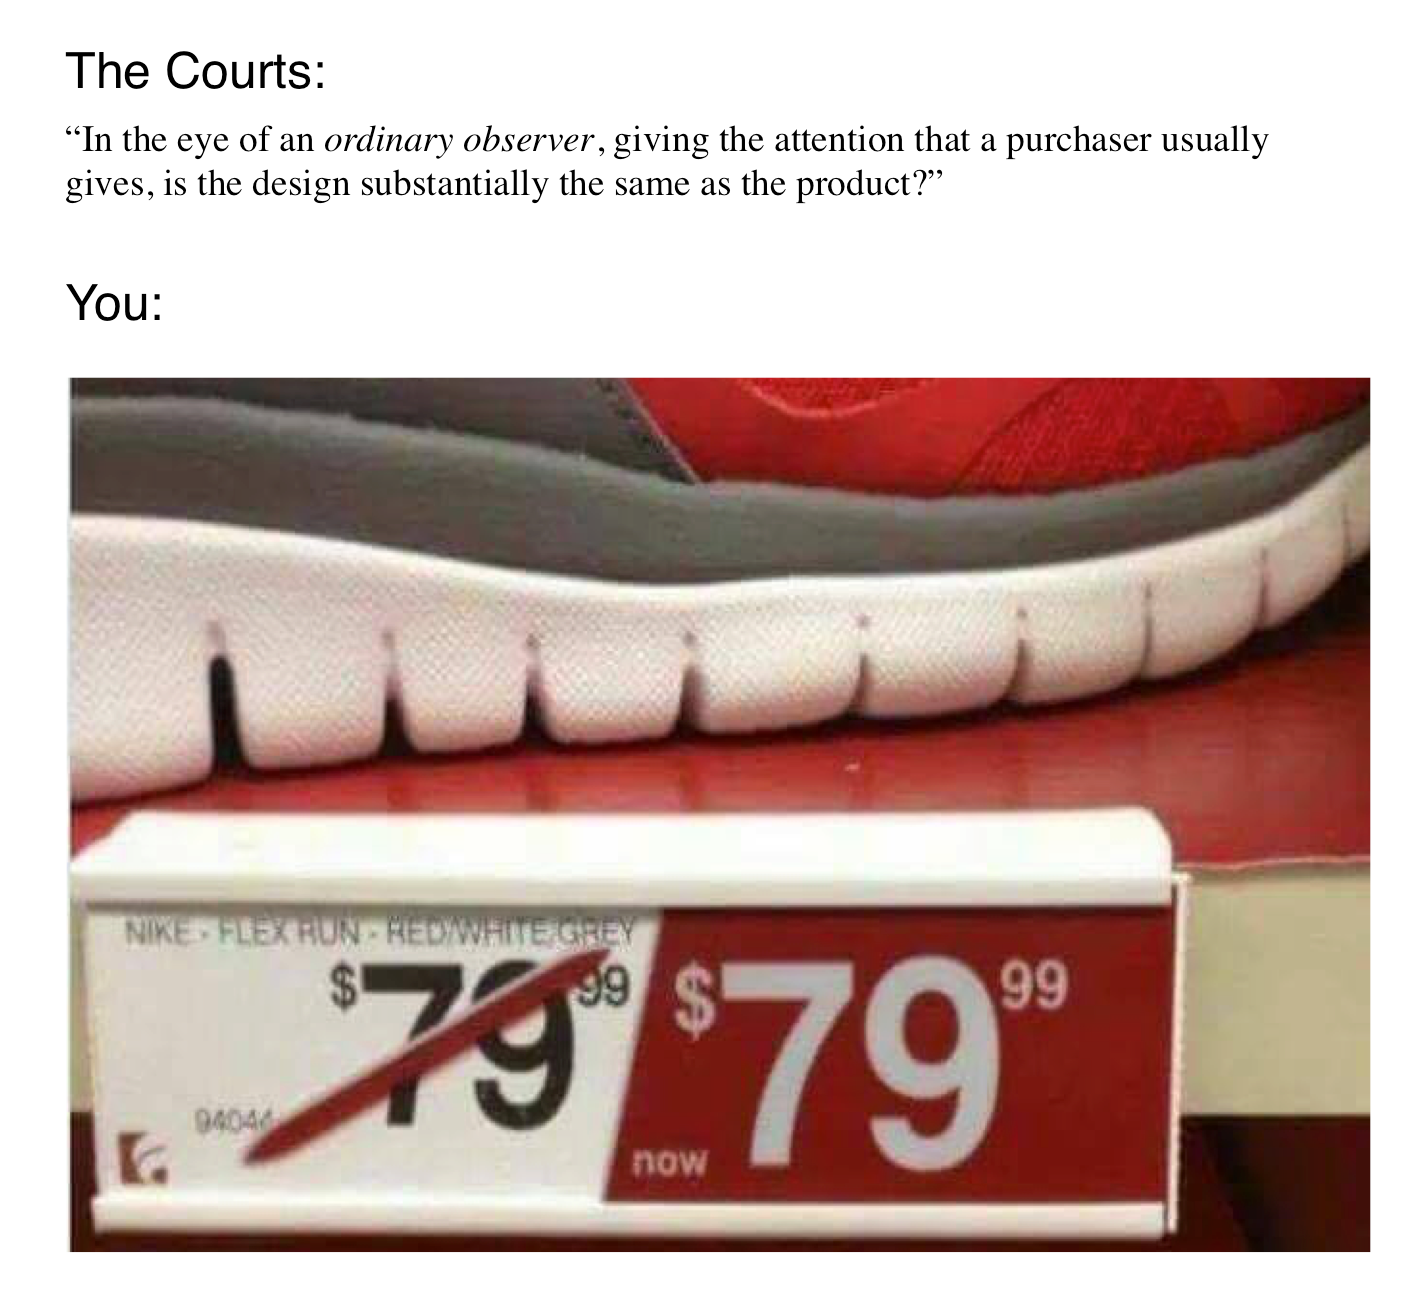 The Courts:
“In the eye of an ordinary observer, giving the attention that a purchaser usually
gives, is the design substantially the same as the product?”
You:
NIKE - FLEX RUN - RED/WHITE/GREY
$79 99
$79 99
94044
now